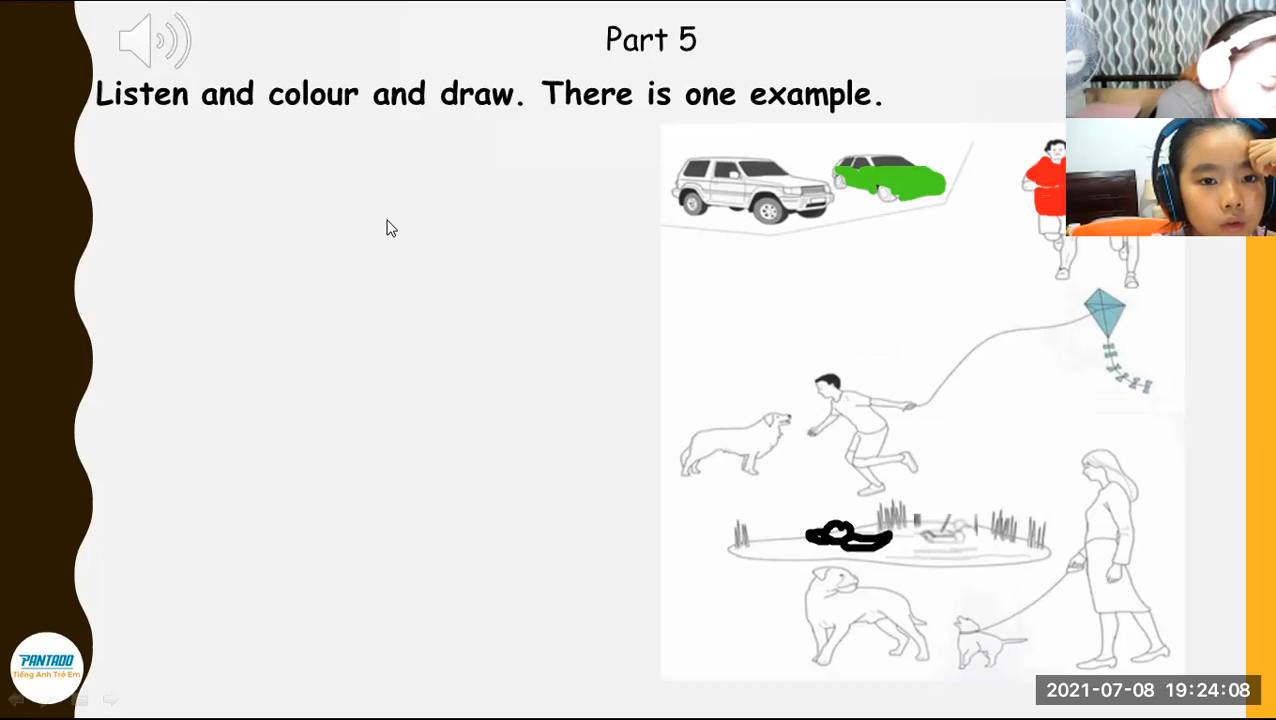 Part 5
Listen and colour and draw. There is one example.
PANTADO
Tiếng Anh Trẻ Em
2021-07-08 19:24:08